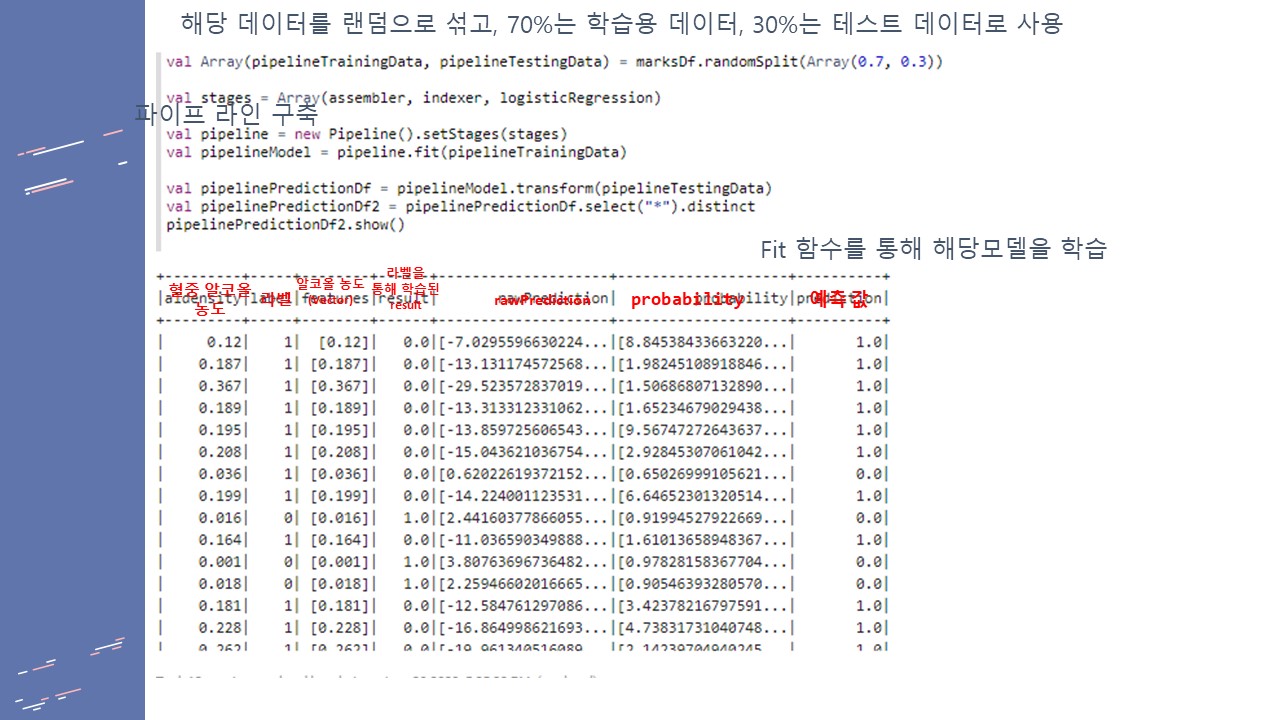 해당 데이터를 랜덤으로 섞고, 70%는 학습용 데이터, 30%는 테스트 데이터로 사용
val Array(pipelineTrainingData, pipelineTestingData) = marksDf.randomSplit(Array(0.7, 0.3))
val stages = Array(assembler, indexer, logisticRegression)
파이프 라인 구축
val pipeline = new Pipeline().setStages(stages)
val pipelineModel = pipeline.fit(pipelineTrainingData)
val pipelinePredictionDf = pipelineModel.transform(pipelineTestingData)
val pipelinePredictionDf2 = pipelinePredictionDf.select("*").distinct
pipelinePredictionDf2.show()
Fit 함수를 통해 해당모델을 학습
+---------+-----+--------+------+--------------------+--------------------+----------+
혈중 알코올 농도
라벨
알코올 농도 (vector)
라벨을 통해 학습된 result
rawPrediction
probability
예측 값
|aldensity|label|features|result| rawPrediction| probability|prediction|
+---------+-----+--------+------+--------------------+--------------------+----------+
| 0.12| 1| [0.12]| 0.0|[-7.0295596630224...|[8.84538433663220...| 1.0|
| 0.187| 1| [0.187]| 0.0|[-13.131174572568...|[1.98245108918846...| 1.0|
| 0.367| 1| [0.367]| 0.0|[-29.523572837019...|[1.50686807132890...| 1.0|
| 0.189| 1| [0.189]| 0.0|[-13.313312331062...|[1.65234679029438...| 1.0|
| 0.195| 1| [0.195]| 0.0|[-13.859725606543...|[9.56747272643637...| 1.0|
| 0.208| 1| [0.208]| 0.0|[-15.043621036754...|[2.92845307061042...| 1.0|
| 0.036| 1| [0.036]| 0.0|[0.62022619372152...|[0.65026999105621...| 0.0|
| 0.199| 1| [0.199]| 0.0|[-14.224001123531...|[6.64652301320514...| 1.0|
| 0.016| 0| [0.016]| 1.0|[2.44160377866055...|[0.91994527922669...| 0.0|
| 0.164| 1| [0.164]| 0.0|[-11.036590349888...|[1.61013658948367...| 1.0|
| 0.001| 0| [0.001]| 1.0|[3.80763696736482...|[0.97828158367704...| 0.0|
| 0.018| 0| [0.018]| 1.0|[2.25946602016665...|[0.90546393280570...| 0.0|
| 0.181| 1| [0.181]| 0.0|[-12.584761297086...|[3.42378216797591...| 1.0|
| 0.228| 1| [0.228]| 0.0|[-16.864998621693...|[4.73831731040748...| 1.0|
| 0.262| 1| [0.262]| 0.0|[-19.961340516089...|[2.14239704940245...| 1.0|